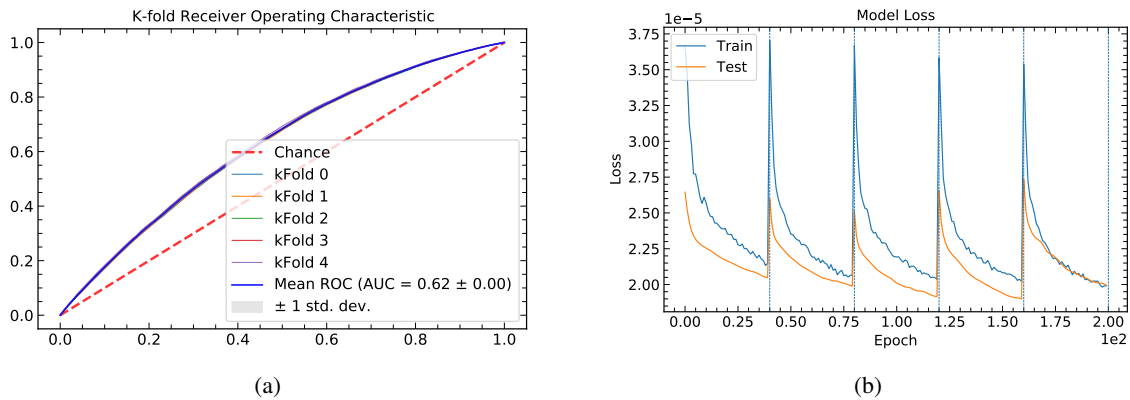 K-fold Receiver Operating Characteristic
1.0
0.8
0.6
0.4
0.2
0.0
0.0 0.2 0.4 0.6 0.8 1.0
Chance
kFold 0
kFold 1
kFold 2
kFold 3
kFold 4
Mean ROC (AUC = 0.62 ± 0.00)
± 1 std. dev.
(a)
Model Loss
1e−5
3.75
3.50
3.25
3.00
2.75
2.50
2.25
2.00
Loss
Train
Test
0.00 0.25 0.50 0.75 1.00 1.25 1.50 1.75 2.00
Epoch
1e2
(b)